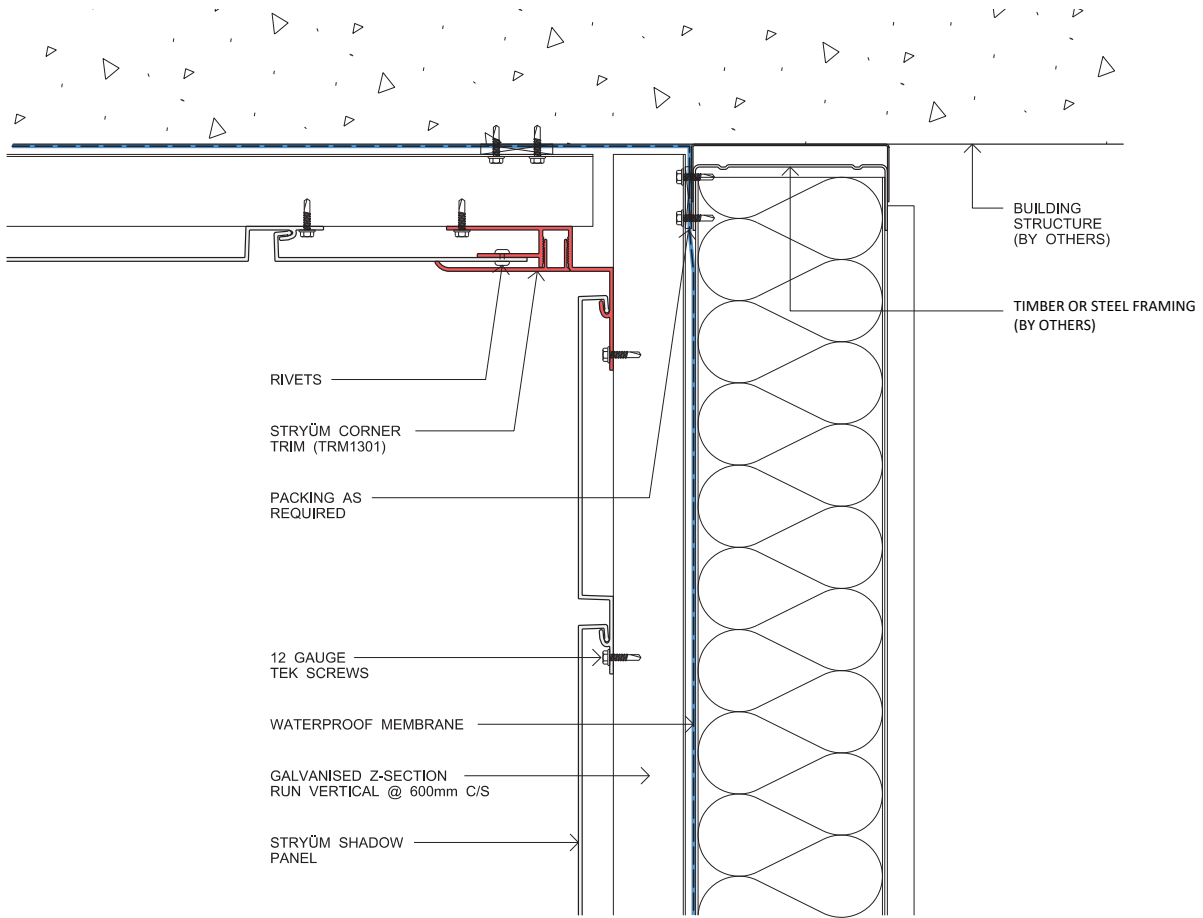 BUILDING
STRUCTURE
(BY OTHERS)
TIMBER OR STEEL FRAMING
(BY OTHERS)
RIVETS
STRYÜM CORNER
TRIM (TRM1301)
PACKING AS
REQUIRED
12 GAUGE
TEK SCREWS
WATERPROOF MEMBRANE
GALVANISED Z-SECTION
RUN VERTICAL @ 600mm C/S
STRYÜM SHADOW
PANEL